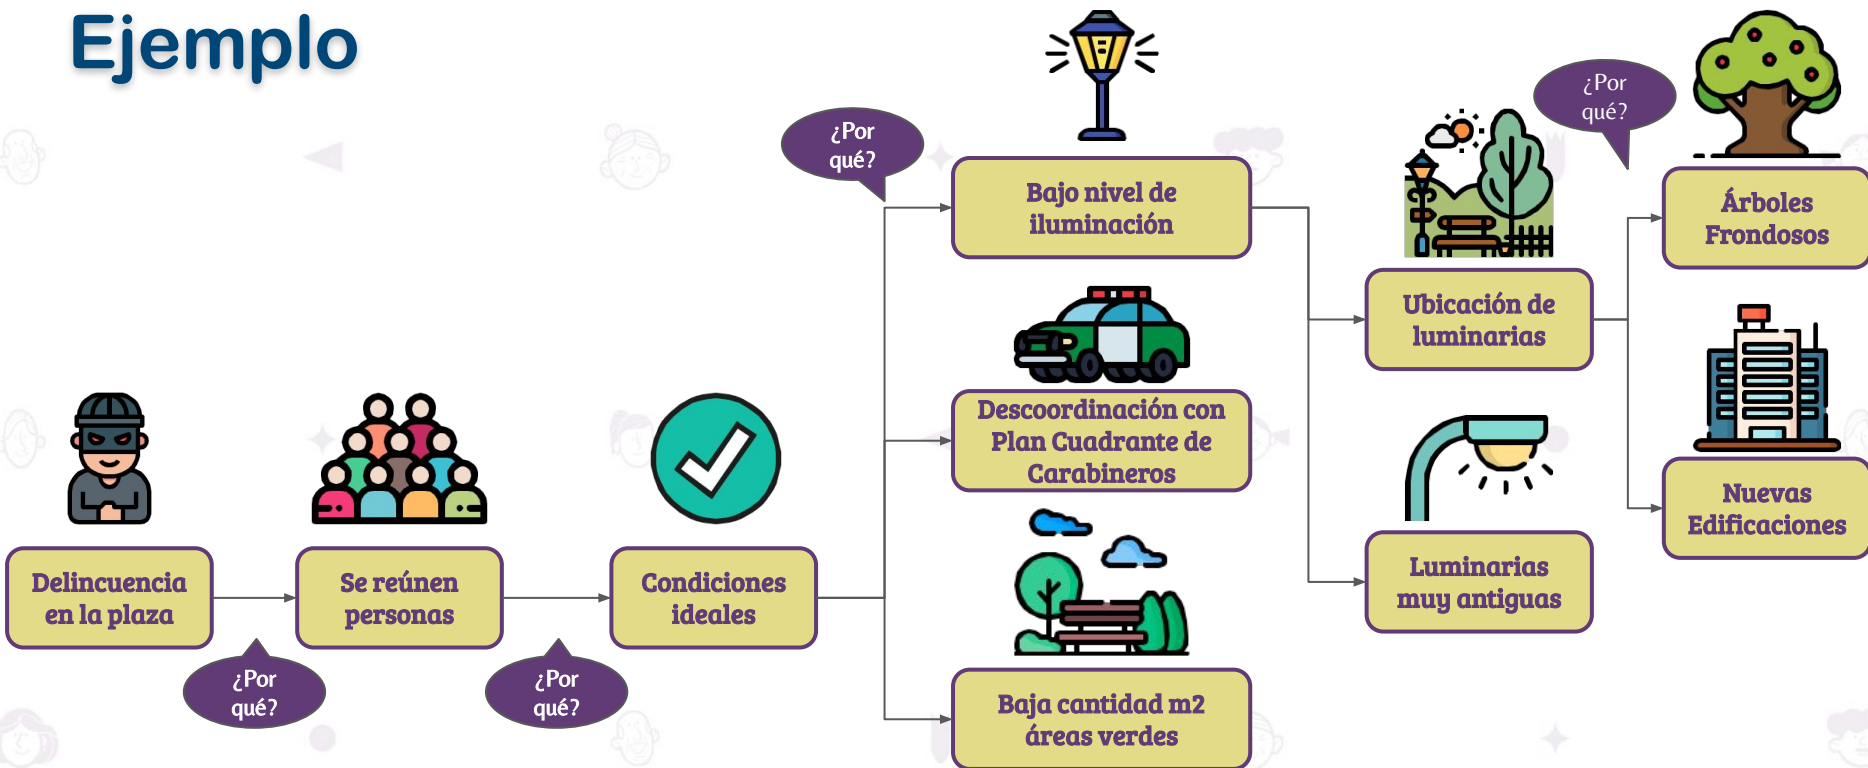 Ejemplo
¿Por
qué?
Bajo nivel de
iluminación
¿Por
qué?
Árboles
Frondosos
Ubicación de
luminarias
Descoordinación con
Plan Cuadrante de
Carabineros
Nuevas
Edificaciones
Delincuencia
en la plaza
Se reúnen
personas
Condiciones
ideales
Luminarias
muy antiguas
¿Por
qué?
¿Por
qué?
Baja cantidad m2
áreas verdes